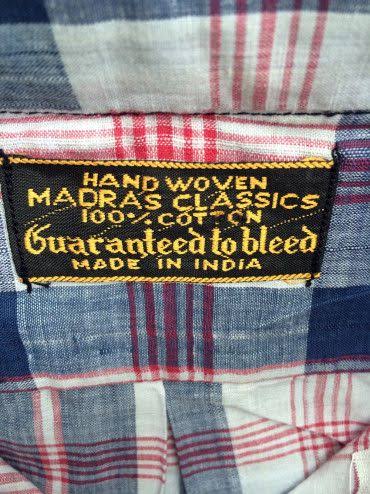 HAND WOVEN
MADRAS CLASSICS
100% COTTON
Guaranteed to bleed
MADE IN INDIA